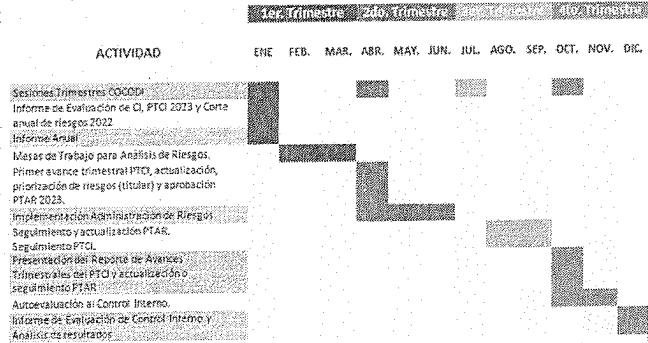 1er. Trimestre 2do. Trimestre 3er. Trimestre 4to. Trimestre
ACTIVIDAD ENE FEB. MAR. ABR. MAY. JUN. JUL. AGO. SEP. OCT. NOV. DIC.
Sesiones Trimestres COCODI
Informe de Evaluación de CI, PTCI 2023 y Corte
anual de riesgos 2022
Informe Anual
Mesas de Trabajo para Análisis de Riesgos.
Primer avance trimestral PTCI, actualización,
priorización de riesgos (titular) y aprobación
PTAR 2023.
Implementación Administración de Riesgos
Seguimiento y actualización PTAR.
Seguimiento PTCI.
Presentación del Reporte de Avances
Trimestrales del PTCI y actualización o
seguimiento PTAR
Autoevaluación al Control Interno.
Informe de Evaluación de Control Interno y
Análisis de resultados